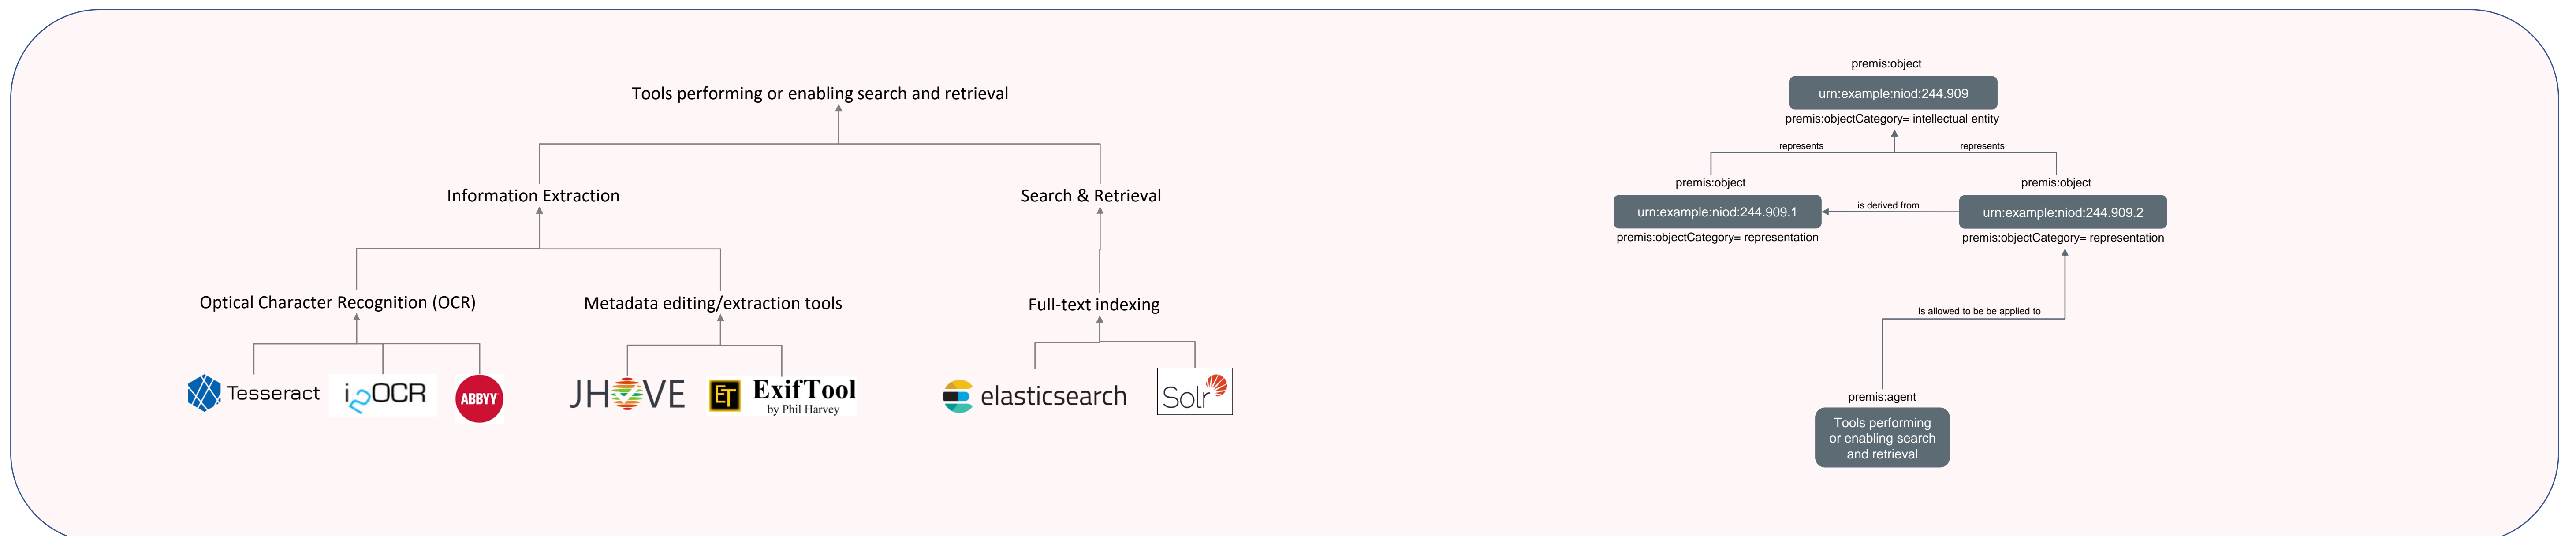 Tools performing or enabling search and retrieval
Information Extraction
Search & Retrieval
Optical Character Recognition (OCR)
Metadata editing/extraction tools
Full-text indexing
Tesseract
i2OCR
ABBYY
JHOVE
ET
ExifTool
by Phil Harvey
elasticsearch
Solr
premis:object
urn:example:niod:244.909
premis:objectCategory= intellectual entity
represents
represents
premis:object
premis:object
urn:example:niod:244.909.1
is derived from
urn:example:niod:244.909.2
premis:objectCategory= representation
premis:objectCategory= representation
Is allowed to be be applied to
premis:agent
Tools performing
or enabling search
and retrieval